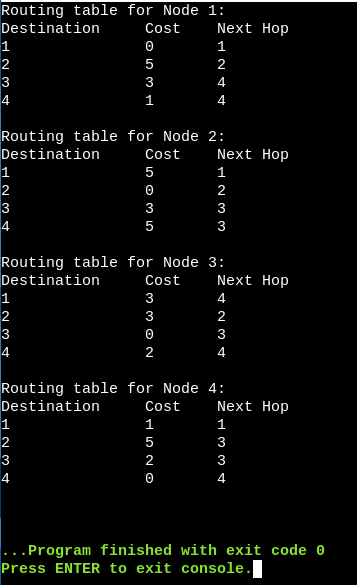 Routing table for Node 1:
Destination     Cost    Next Hop
1               0       1
2               5       2
3               3       4
4               1       4

Routing table for Node 2:
Destination     Cost    Next Hop
1               5       1
2               0       2
3               3       3
4               5       3

Routing table for Node 3:
Destination     Cost    Next Hop
1               3       4
2               3       2
3               0       3
4               2       4

Routing table for Node 4:
Destination     Cost    Next Hop
1               1       1
2               5       3
3               2       3
4               0       4

...Program finished with exit code 0
Press ENTER to exit console.